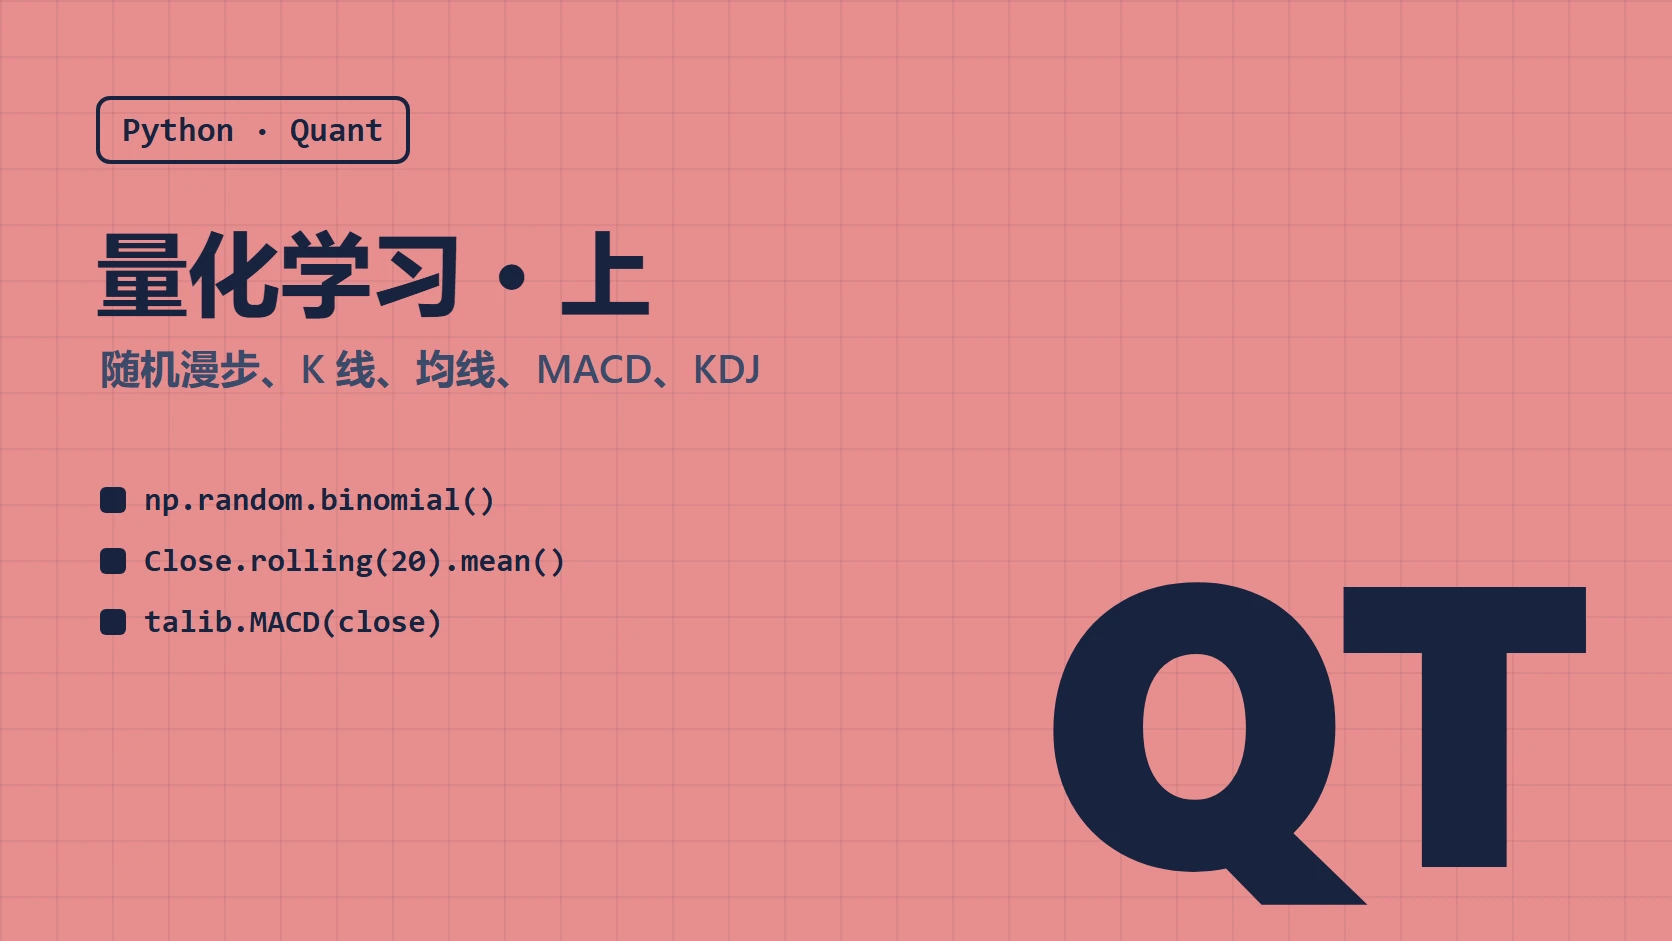 Python · Quant
量化学习 · 上
随机漫步、K 线、均线、MACD、KDJ
np.random.binomial()
Close.rolling(20).mean()
talib.MACD(close)
QT